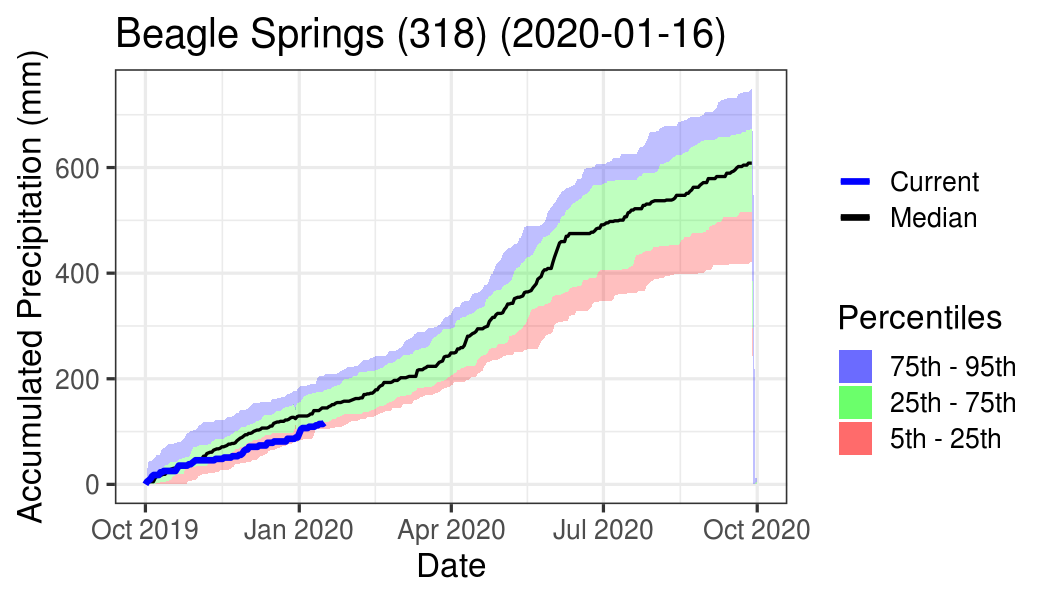 Beagle Springs (318) (2020-01-16)
Accumulated Precipitation (mm)
600
400
200
0
Oct 2019
Jan 2020
Apr 2020
Jul 2020
Oct 2020
Date
Current
Median
Percentiles
75th - 95th
25th - 75th
5th - 25th